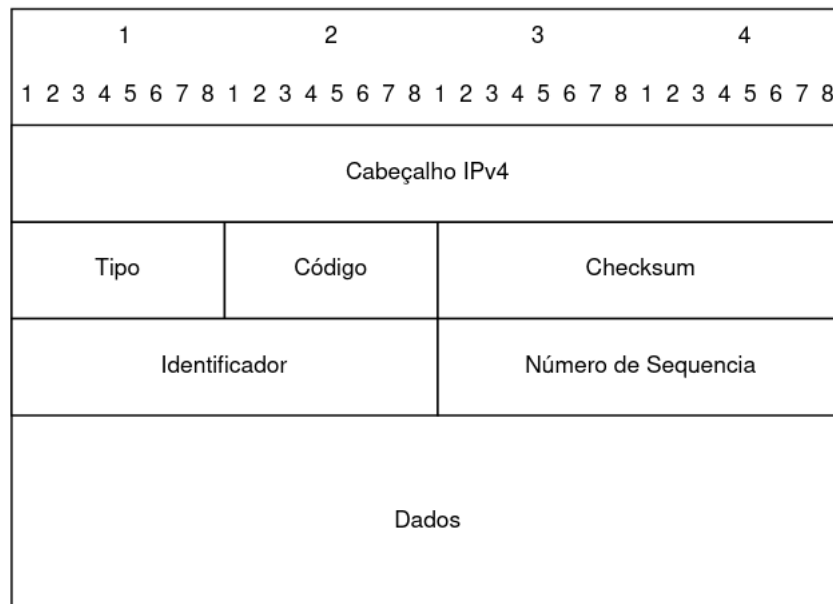 1 2 3 4
1 2 3 4 5 6 7 8 1 2 3 4 5 6 7 8 1 2 3 4 5 6 7 8 1 2 3 4 5 6 7 8
Cabeçalho IPv4
Tipo Código Checksum
Identificador Número de Sequencia
Dados